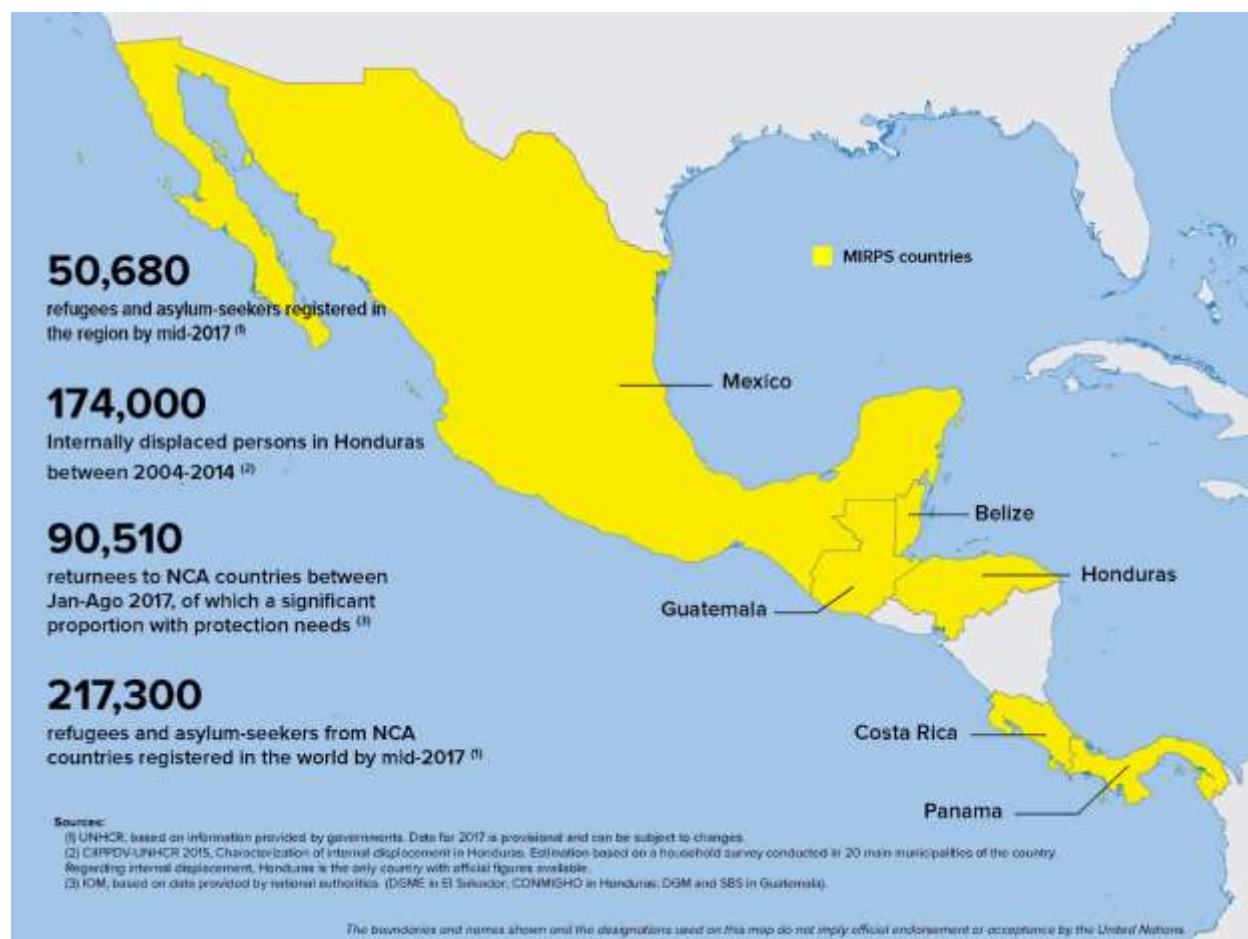 50,680
refugees and asylum-seekers registered in
the region by mid-2017 (1)
174,000
Internally displaced persons in Honduras
between 2004-2014 (2)
90,510
returnees to NCA countries between
Jan-Ago 2017, of which a significant
proportion with protection needs (3)
217,300
refugees and asylum-seekers from NCA
countries registered in the world by mid-2017 (1)
MIRPS countries
Mexico
Belize
Honduras
Guatemala
Costa Rica
Panama
Sources:
(1) UNHCR, based on information provided by governments. Data for 2017 is provisional and can be subject to changes.
(2) CIPPDV-UNHCR 2015, Characterization of internal displacement in Honduras. Estimation based on a household survey conducted in 20 main municipalities of the country.
Regarding internal displacement, Honduras is the only country with official figures available.
(3) IOM, based on data provided by national authorities. (DGME in El Salvador; CONMIGHO in Honduras; DGM and SBS in Guatemala).
The boundaries and names shown and the designations used on this map do not imply official endorsement or acceptance by the United Nations.